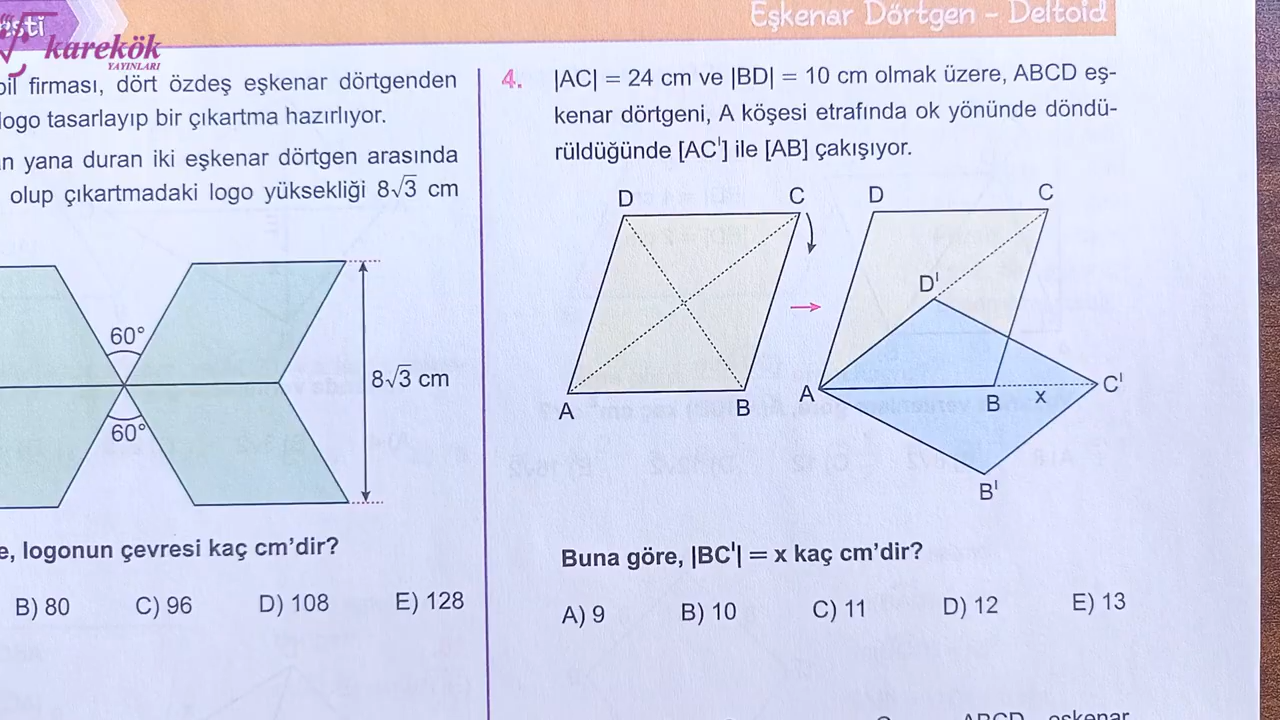 esti
karekök
YAYINLARI
Eşkenar Dörtgen - Deltoid
bil firması, dört özdeş eşkenar dörtgenden
logo tasarlayıp bir çıkartma hazırlıyor.
n yana duran iki eşkenar dörtgen arasında
olup çıkartmadaki logo yüksekliği 8√3 cm
60°
60°
8√3 cm
e, logonun çevresi kaç cm'dir?
B) 80 C) 96 D) 108 E) 128
4. |AC| = 24 cm ve |BD| = 10 cm olmak üzere, ABCD eş-
kenar dörtgeni, A köşesi etrafında ok yönünde döndü-
rüldüğünde [AC'] ile [AB] çakışıyor.
D C D C
D'
A B A B x C'
B'
Buna göre, |BC'| = x kaç cm'dir?
A) 9 B) 10 C) 11 D) 12 E) 13
ABCD eşkenar